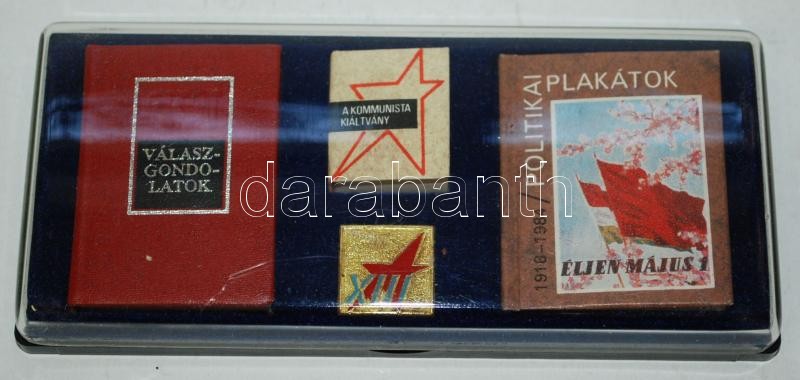 VÁLASZ-
GONDO-
LATOK
A KOMMUNISTA
KIÁLTVÁNY
XIII
POLITIKAI
PLAKÁTOK
ÉLJEN MÁJUS 1
darabanth